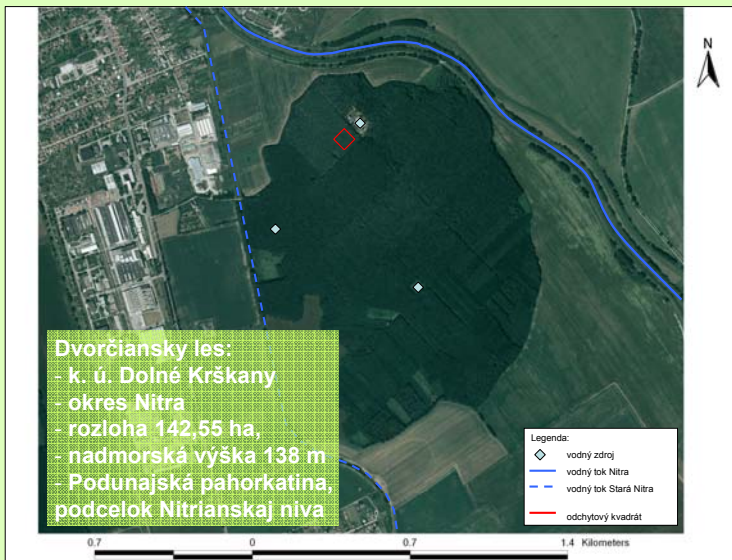 N
Dvorčiansky les:
- k. ú. Dolné Krškany
- okres Nitra
- rozloha 142,55 ha,
- nadmorská výška 138 m
- Podunajská pahorkatina,
podcelok Nitrianskaj niva
Legenda:
vodný zdroj
vodný tok Nitra
vodný tok Stará Nitra
odchytový kvadrát
0.7 0 0.7 1.4 Kilometers